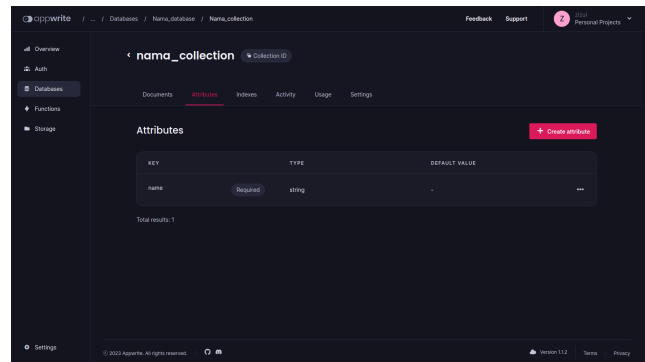 appwrite / ... / Databases / Nama_database / Nama_collection
Feedback Support
Z
Personal Projects
Overview
Auth
Databases
Functions
Storage
Settings
nama_collection
Collection ID
Documents Attributes Indexes Activity Usage Settings
Attributes
+ Create attribute
KEY TYPE DEFAULT VALUE
name Required string -
Total results: 1
© 2023 Appwrite. All rights reserved.
Version 1.1.2 Terms Privacy